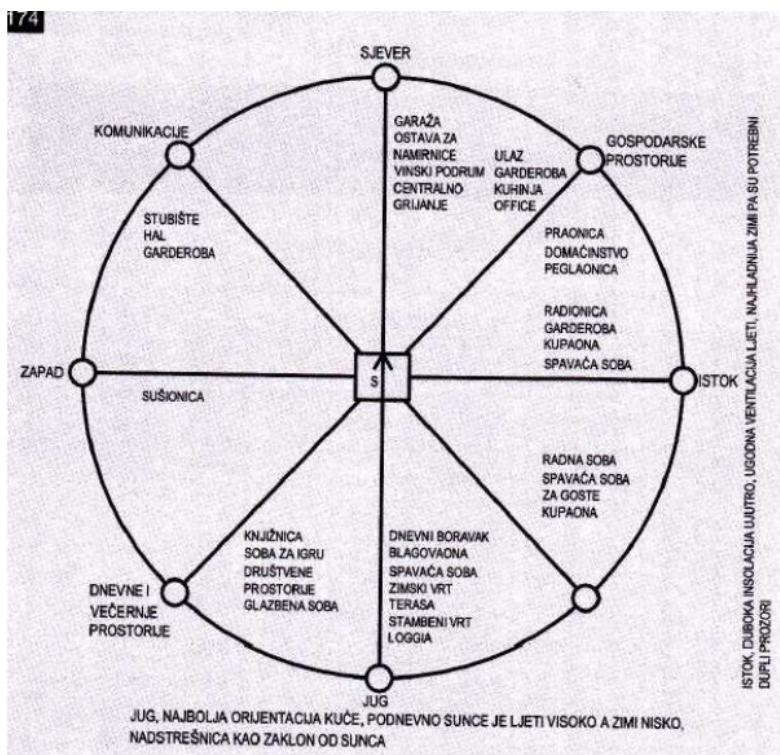 174
SJEVER
KOMUNIKACIJE
GOSPODARSKE
PROSTORIJE
GARAŽA
OSTAVA ZA
NAMIRNICE
VINSKI PODRUM
CENTRALNO
GRIJANJE
ULAZ
GARDEROBA
KUHINJA
OFFICE
STUBIŠTE
HAL
GARDEROBA
PRAONICA
DOMAĆINSTVO
PEGLAONICA
RADIONICA
GARDEROBA
KUPAONA
SPAVAĆA SOBA
ZAPAD
S
ISTOK
SUŠIONICA
RADNA SOBA
SPAVAĆA SOBA
ZA GOSTE
KUPAONA
KNJIŽNICA
SOBA ZA IGRU
DRUŠTVENE
PROSTORIJE
GLAZBENA SOBA
DNEVNI BORAVAK
BLAGOVAONA
SPAVAĆA SOBA
ZIMSKI VRT
TERASA
STAMBENI VRT
LOGGIA
DNEVNE I
VEČERNJE
PROSTORIJE
JUG
JUG, NAJBOLJA ORIJENTACIJA KUĆE, PODNEVNO SUNCE JE LJETI VISOKO A ZIMI NISKO,
NADSTREŠNICA KAO ZAKLON OD SUNCA
ISTOK, DUBOKA INSOLACIJA UJUTRO, UGODNA VENTILACIJA LJETI, NAJHLADNIJA ZIMI PA SU POTREBNI
DUPLI PROZORI